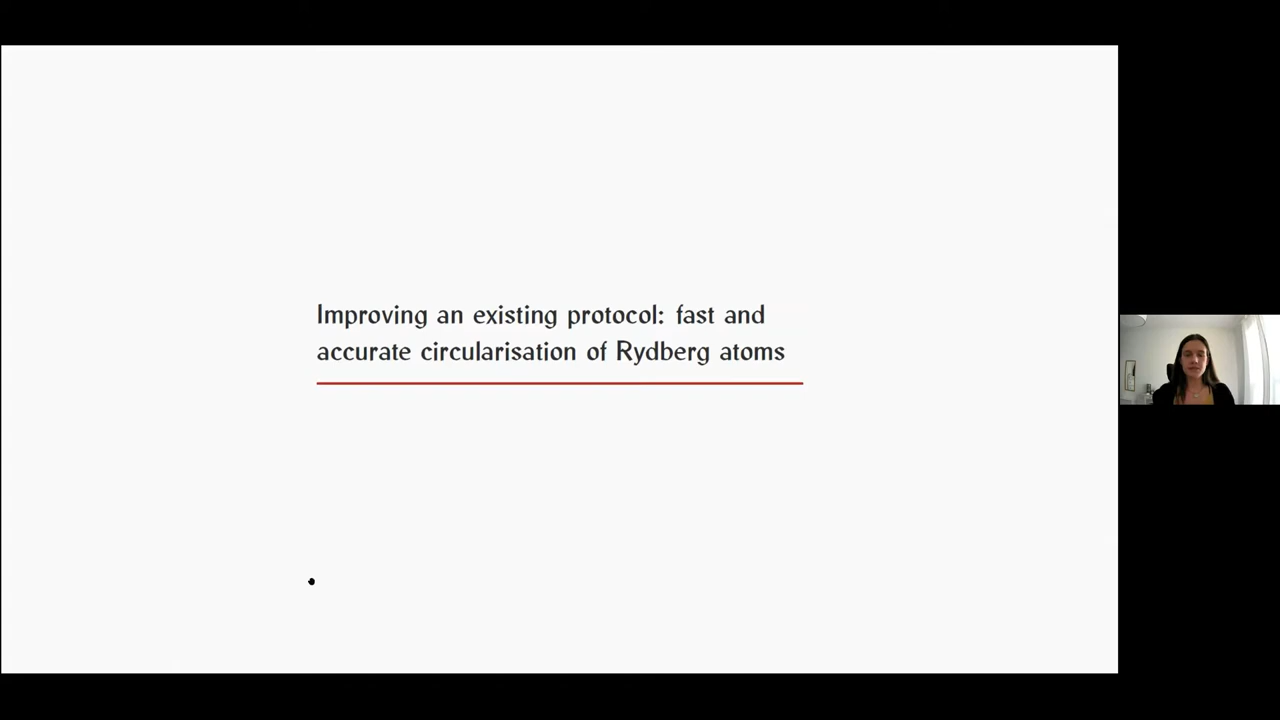 Improving an existing protocol: fast and
accurate circularisation of Rydberg atoms